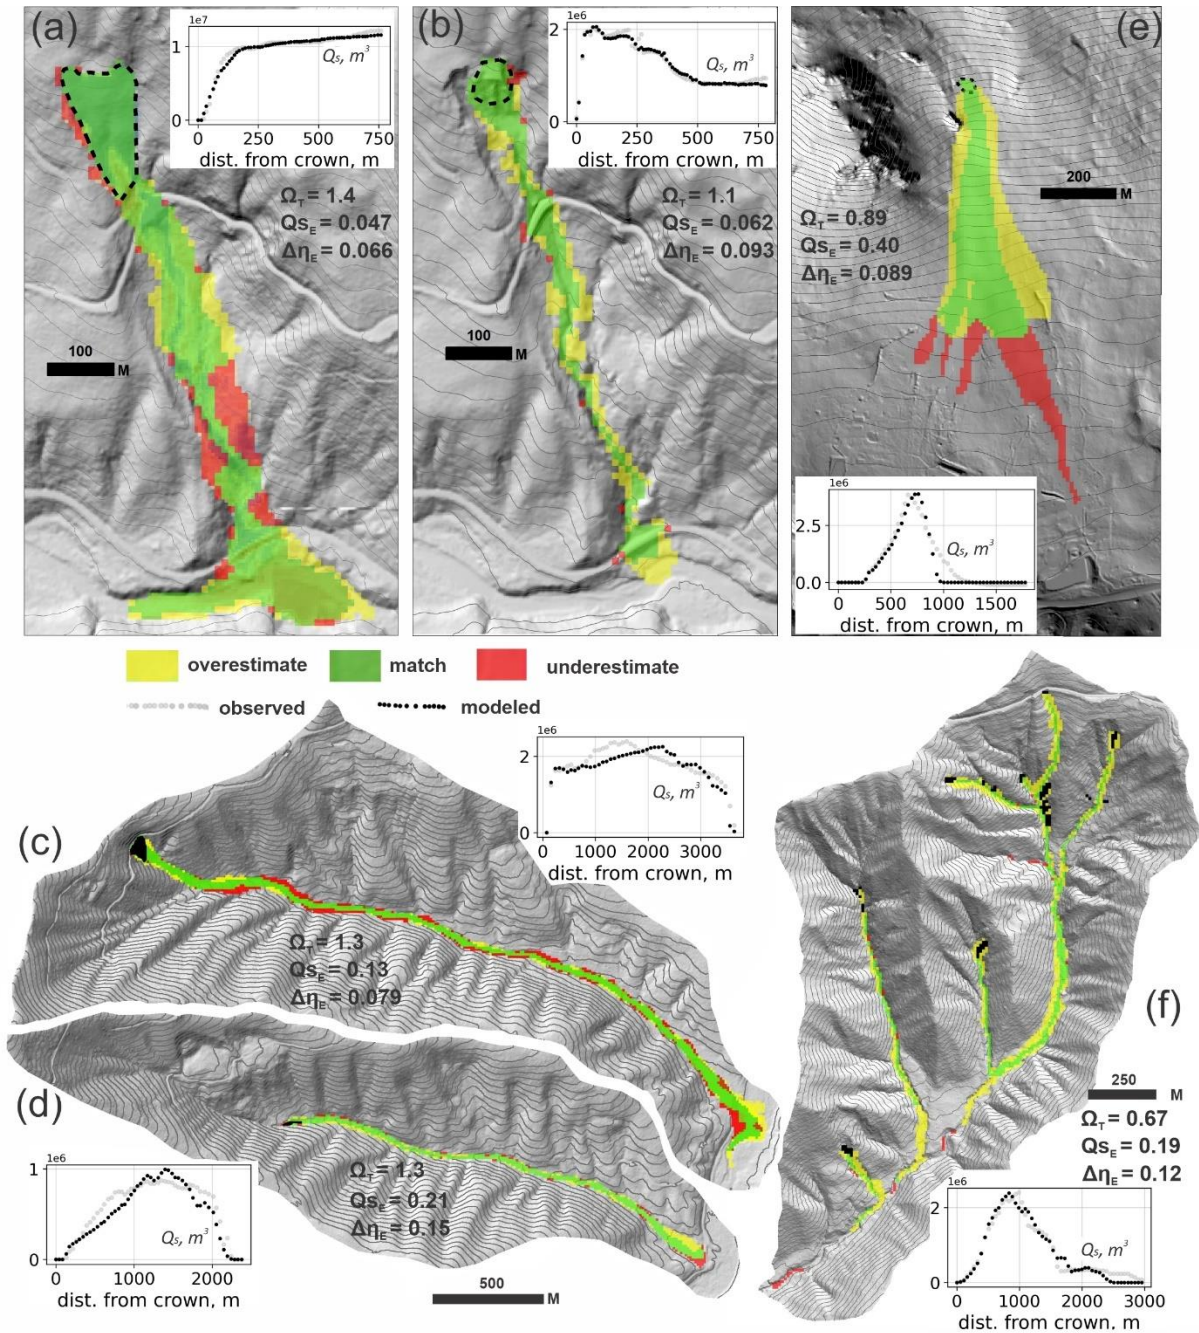 (a)
1e7
1
0
Qs, m³
0
250
500
750
dist. from crown, m
Ω_T = 1.4
Qs_E = 0.047
Δη_E = 0.066
100
M
(b)
1e6
2
0
Qs, m³
0
250
500
750
dist. from crown, m
Ω_T = 1.1
Qs_E = 0.062
Δη_E = 0.093
100
M
(e)
200
M
Ω_T = 0.89
Qs_E = 0.40
Δη_E = 0.089
1e6
2.5
0.0
Qs, m³
0 500 1000 1500
dist. from crown, m
overestimate match underestimate
observed modeled
(c)
1e6
2
0
Qs, m³
0 1000 2000 3000
dist. from crown, m
Ω_T = 1.3
Qs_E = 0.13
Δη_E = 0.079
(d)
1e6
1
0
Qs, m³
0 1000 2000
dist. from crown, m
Ω_T = 1.3
Qs_E = 0.21
Δη_E = 0.15
500
M
(f)
250
M
Ω_T = 0.67
Qs_E = 0.19
Δη_E = 0.12
1e6
2
0
Qs, m³
0 1000 2000 3000
dist. from crown, m